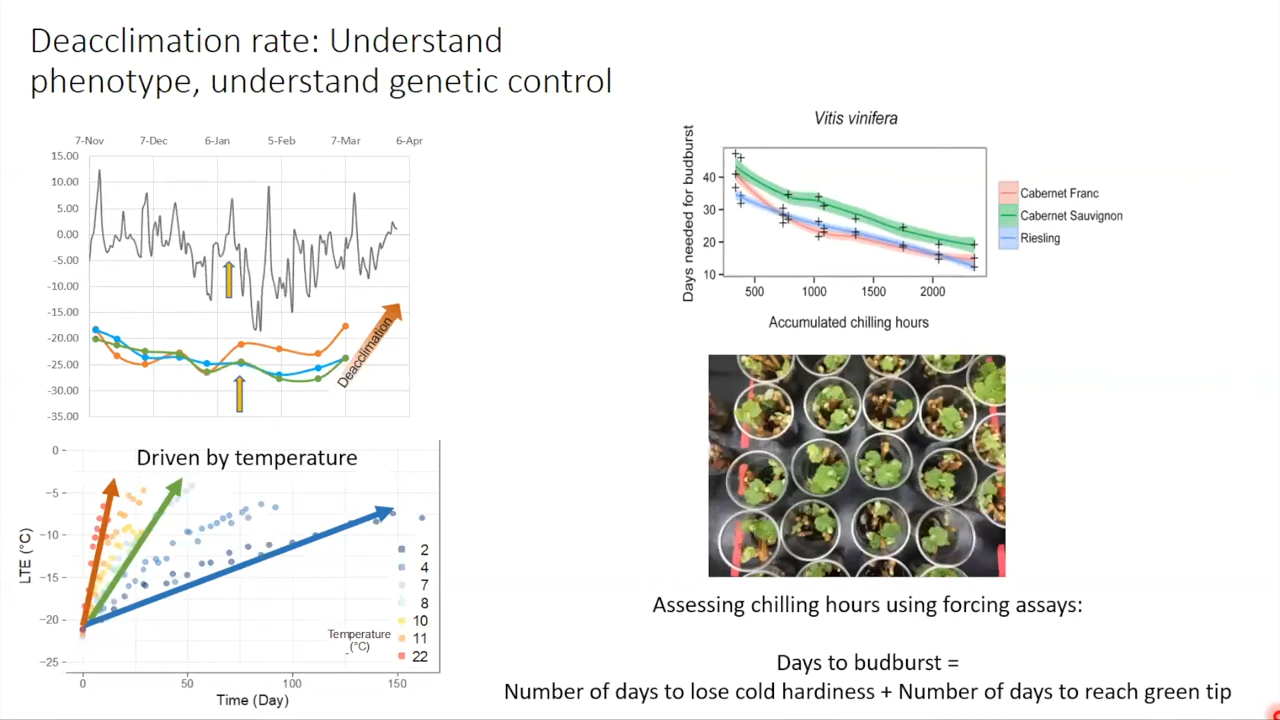 Deacclimation rate: Understand
phenotype, understand genetic control
7-Nov 7-Dec 6-Jan 5-Feb 7-Mar 6-Apr
15.00
10.00
5.00
0.00
-5.00
-10.00
-15.00
-20.00
-25.00
-30.00
-35.00
Deacclimation
Driven by temperature
LTE (°C)
0
−5
−10
−15
−20
−25
2
4
7
8
10
11
22
Temperature
(°C)
0 50 100 150
Time (Day)
Vitis vinifera
Days needed for budburst
40
30
20
10
500 1000 1500 2000
Accumulated chilling hours
Cabernet Franc
Cabernet Sauvignon
Riesling
Assessing chilling hours using forcing assays:
Days to budburst =
Number of days to lose cold hardiness + Number of days to reach green tip